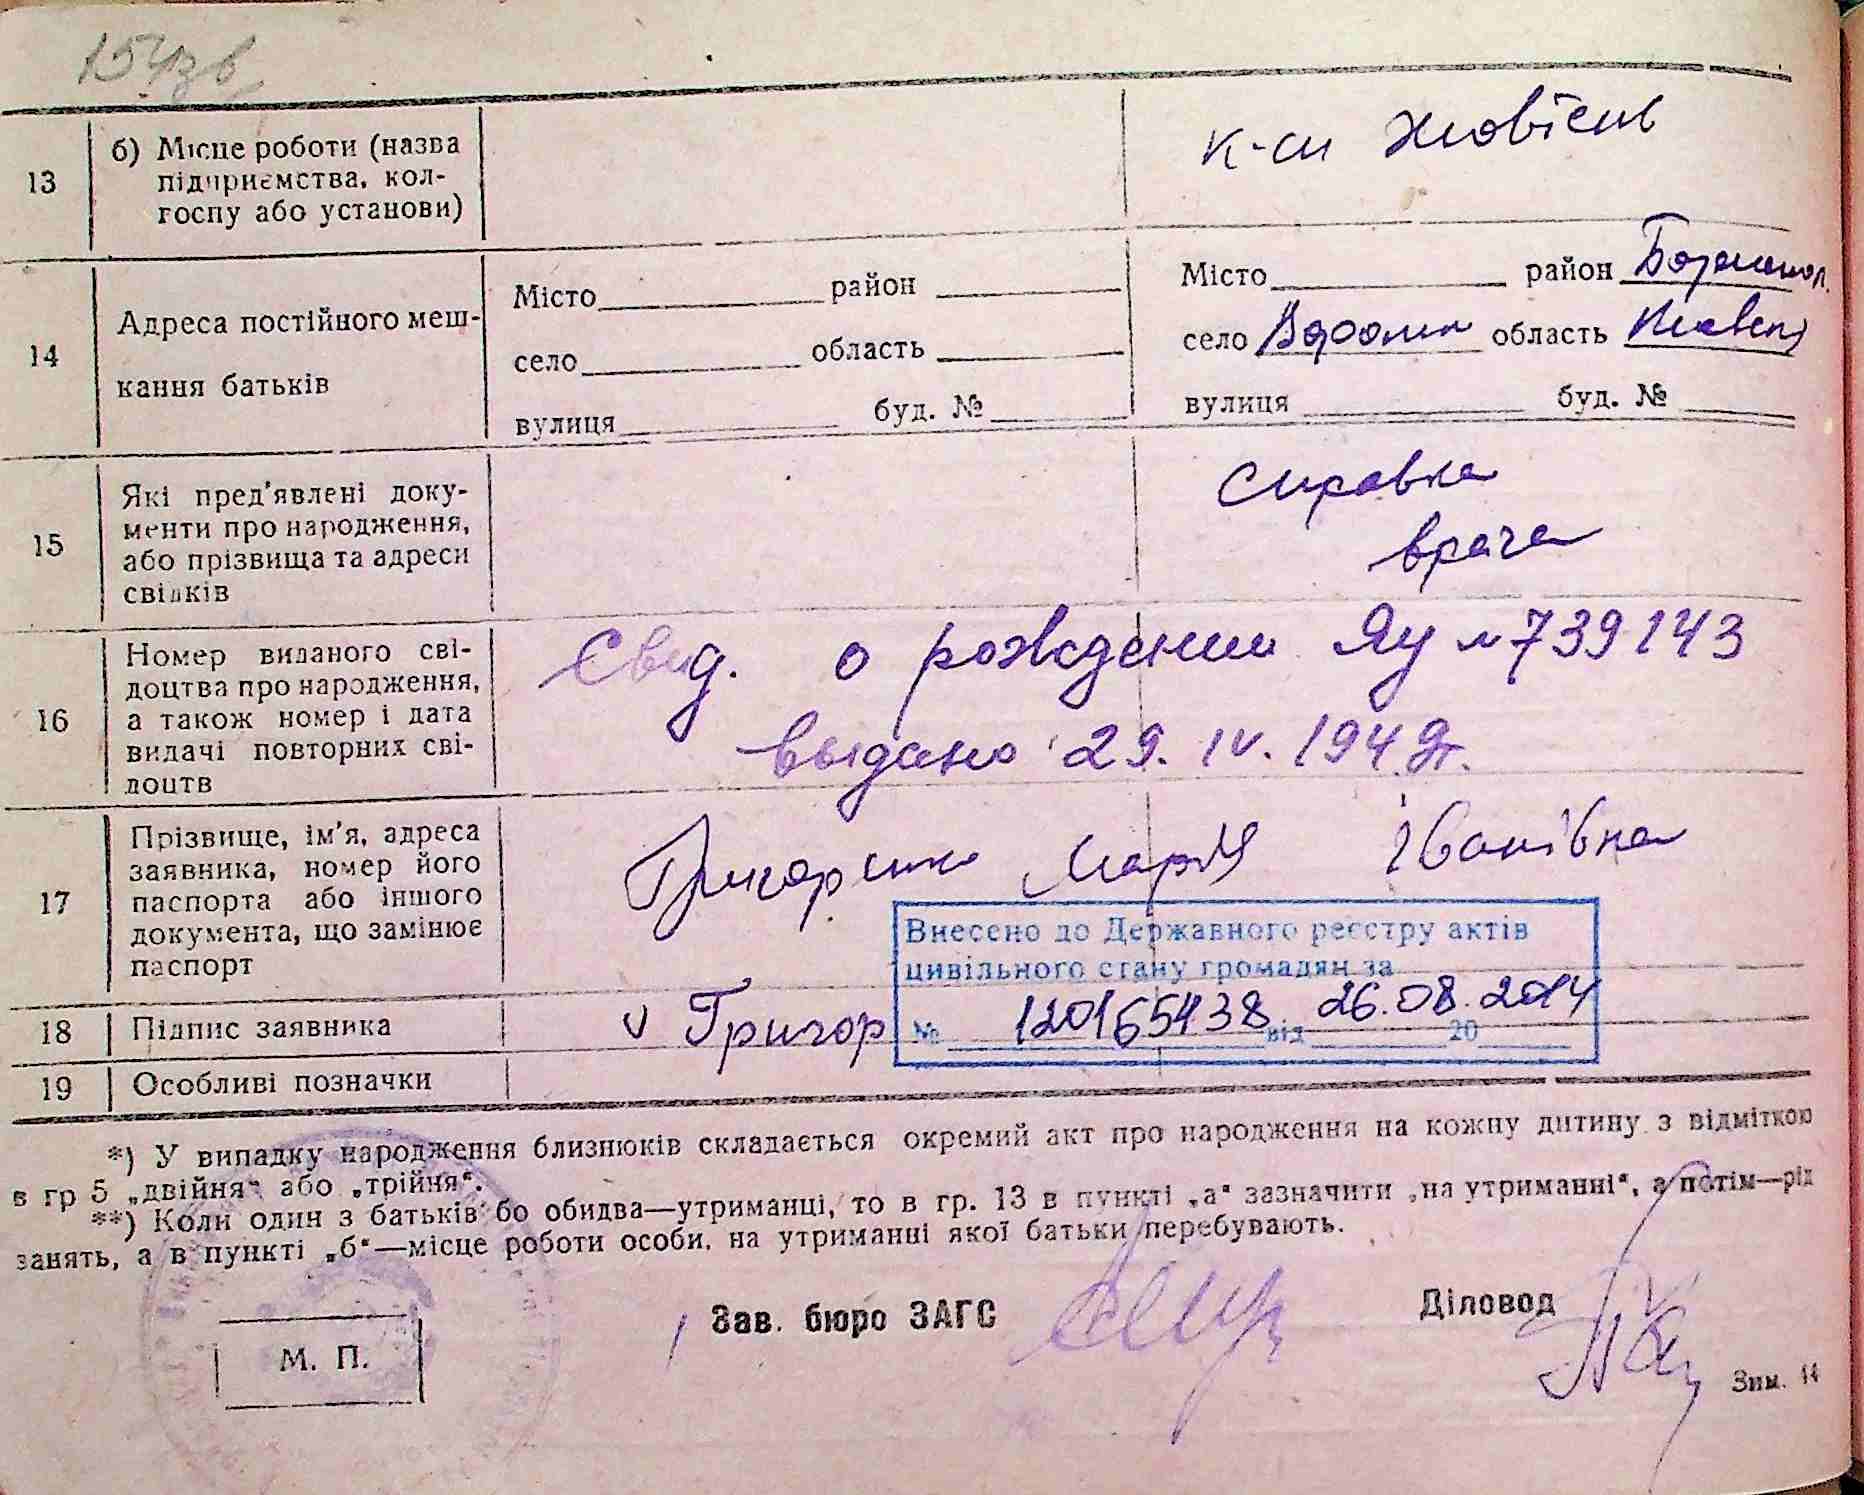 154зв
13
б) Місце роботи (назва
підприємства, кол-
госпу або установи)
к-сп Жовтень
14
Адреса постійного меш-
кання батьків
Місто район
село область
вулиця буд. №
Місто район
село область
вулиця буд. №
15
Які пред'явлені доку-
менти про народження,
або прізвища та адреси
свідків
Справка
врача
16
Номер виданого сві-
доцтва про народження,
а також номер і дата
видачі повторних сві-
доцтв
Свид. о рождении ЯУ № 739143
выдано 29. IV. 1949г.
17
Прізвище, ім'я, адреса
заявника, номер його
паспорта або іншого
документа, що замінює
паспорт
Григоренко Марія Іванівна
Внесено до Державного реєстру актів
цивільного стану громадян за
№ 120165438 від 26.08.2014 20
18
Підпис заявника
v Григор
19
Особливі позначки
*) У випадку народження близнюків складається окремий акт про народження на кожну дитину з відміткою
в гр 5 „двійня“ або „трійня“.
**) Коли один з батьків бо обидва—утриманці, то в гр. 13 в пункті „а“ зазначити „на утриманні“, а потім—рід
занять, а в пункті „б“—місце роботи особи, на утриманні якої батьки перебувають.
Зав. бюро ЗАГС
Діловод
М. П.
Зим. 14